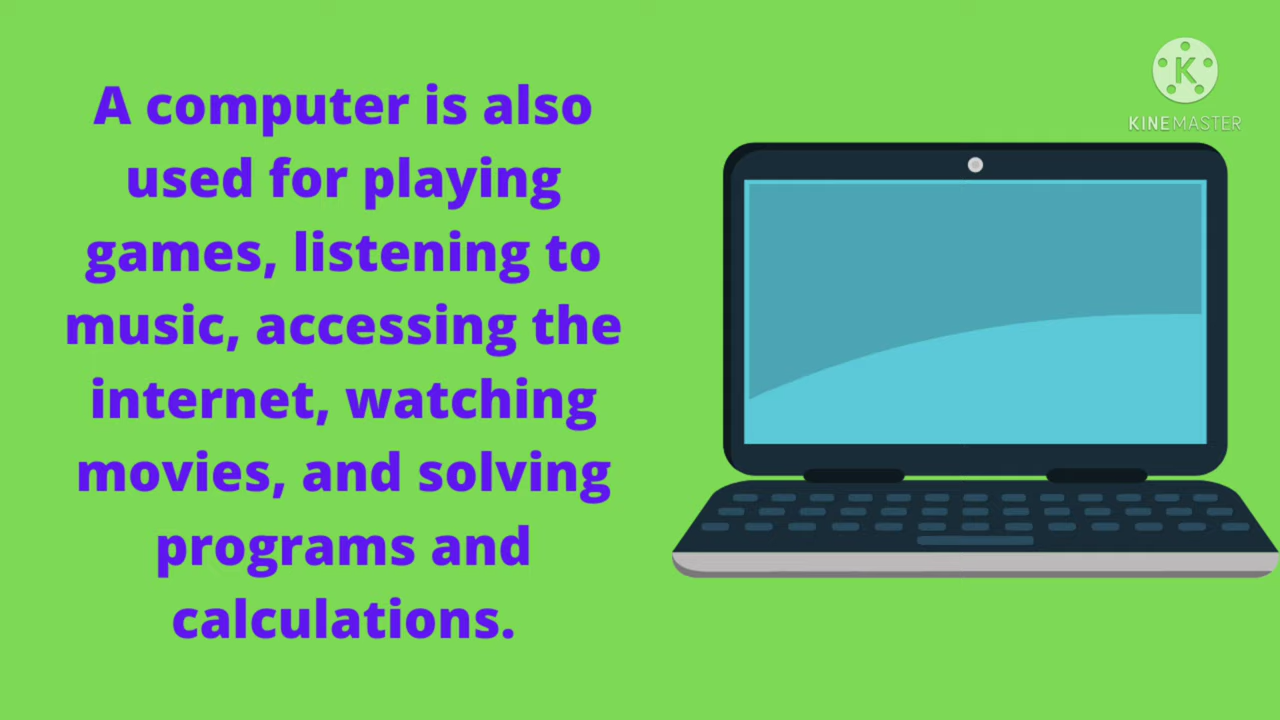 A computer is also
used for playing
games, listening to
music, accessing the
internet, watching
movies, and solving
programs and
calculations.
K
KINEMASTER